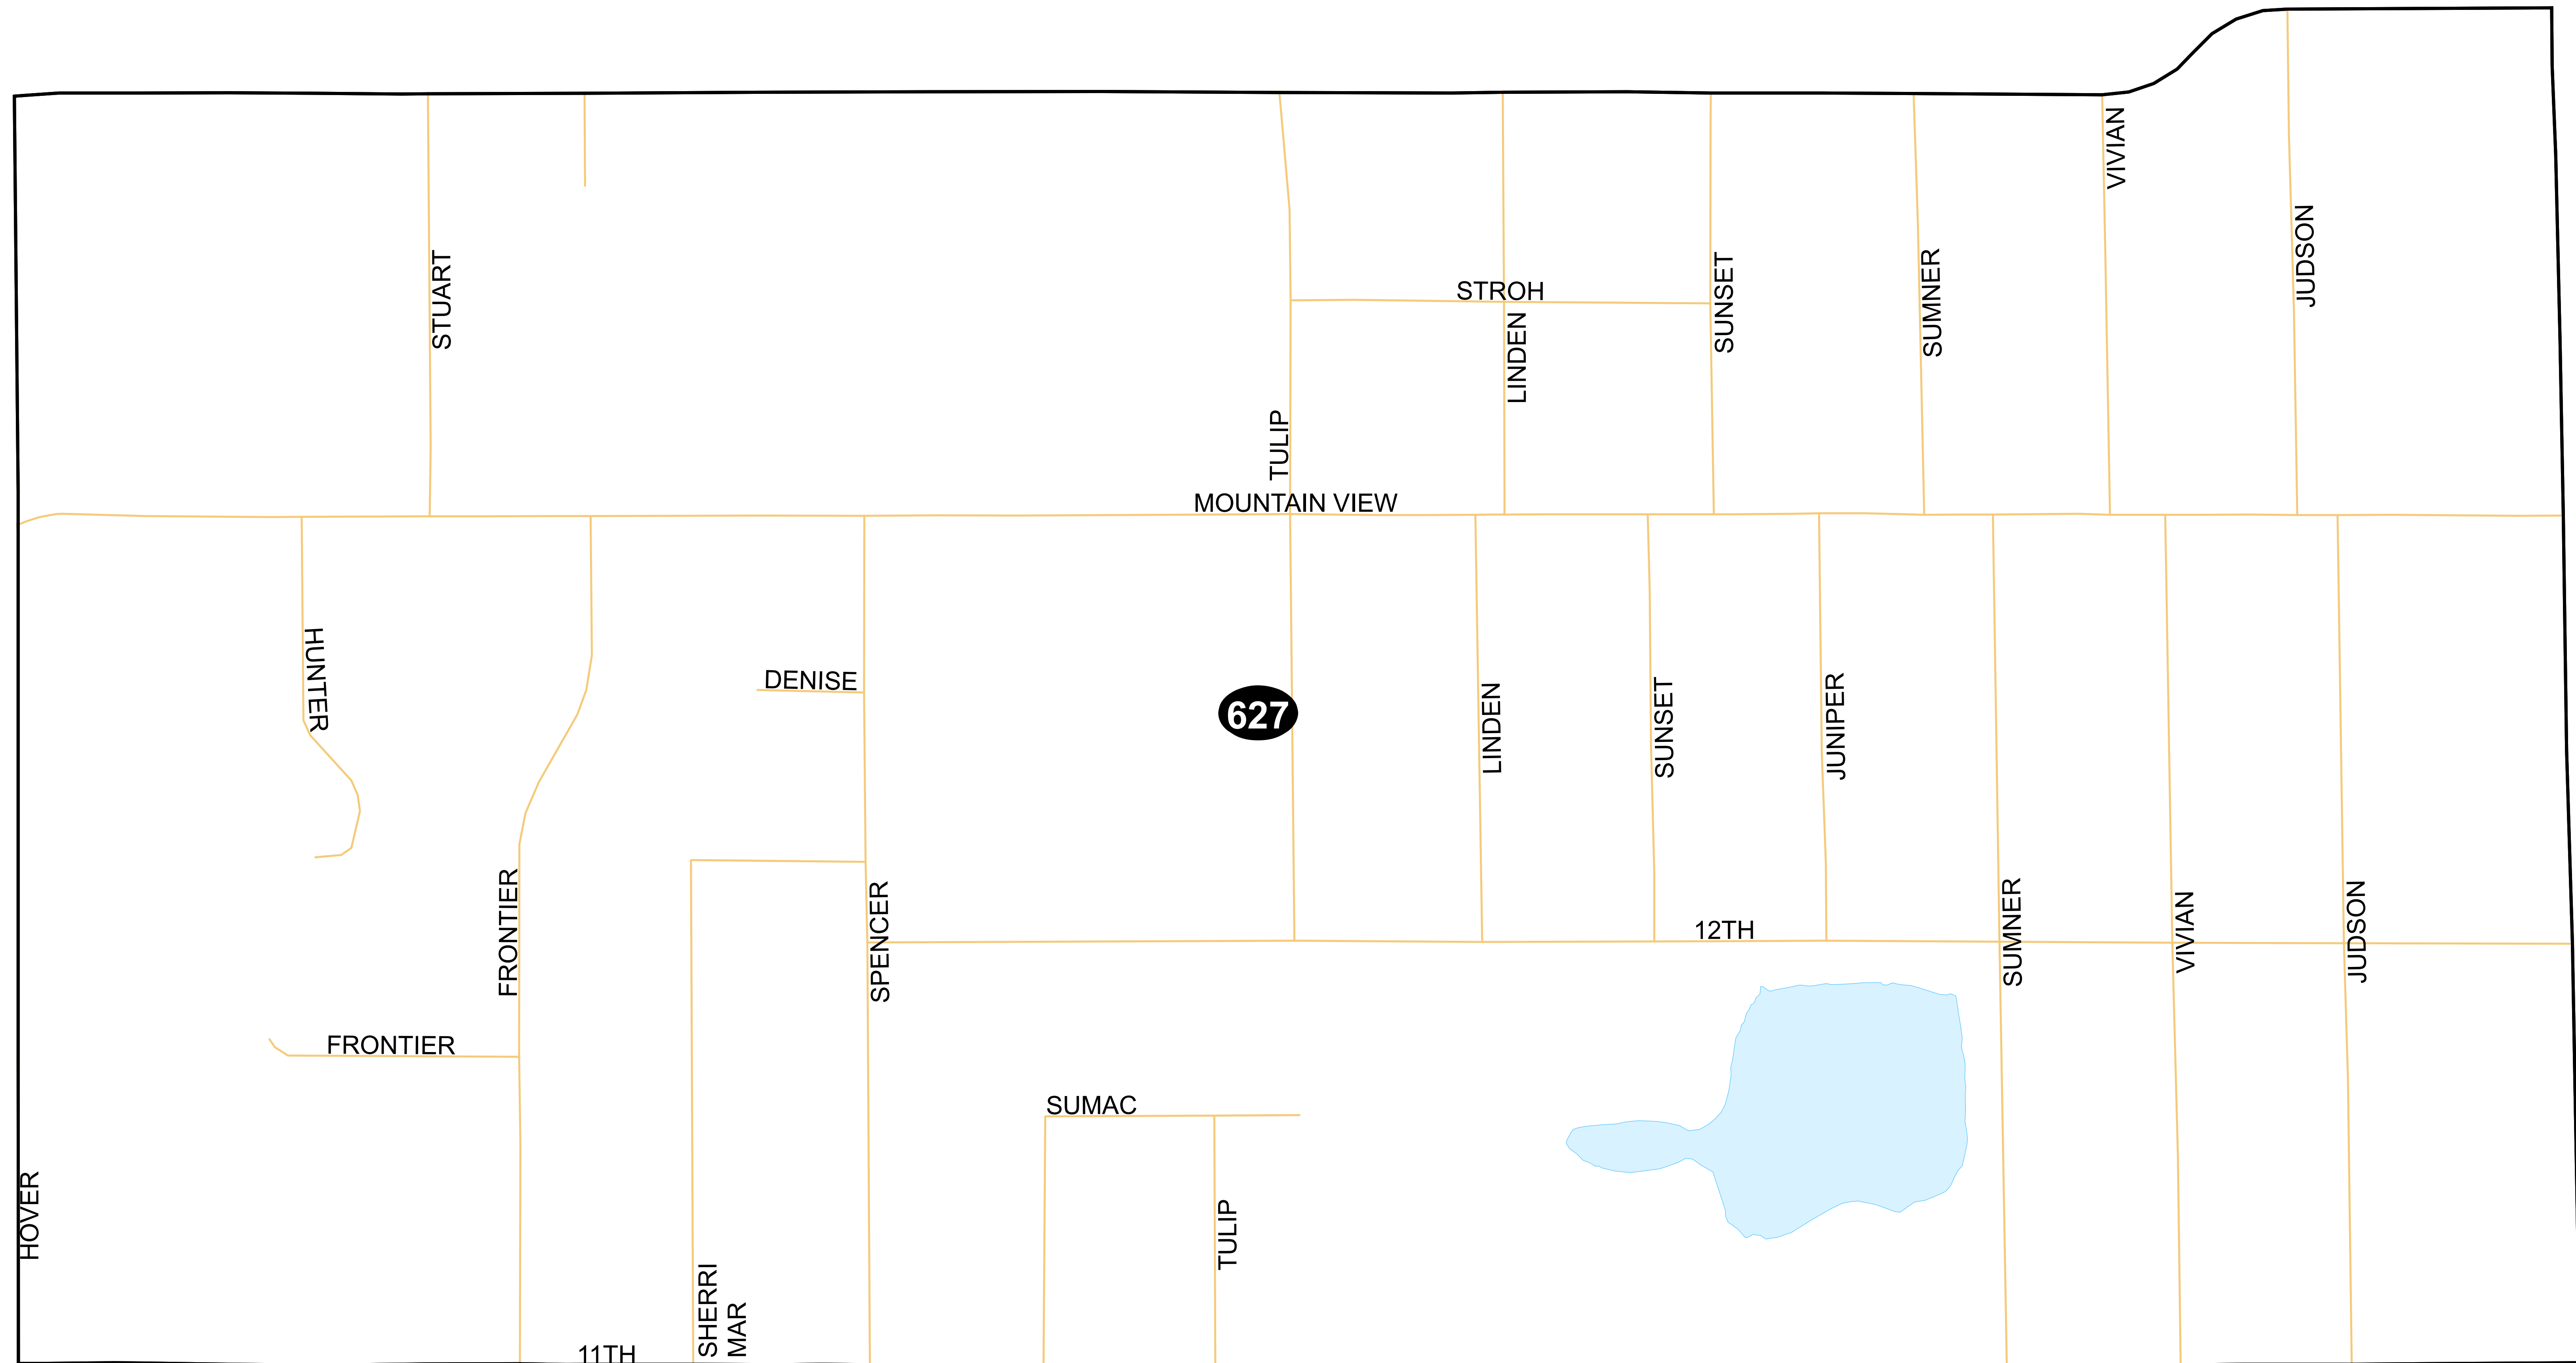 VIVIAN
JUDSON
STUART
STROH
SUNSET
SUMNER
LINDEN
TULIP
MOUNTAIN VIEW
HUNTER
DENISE
627
LINDEN
SUNSET
JUNIPER
FRONTIER
SPENCER
12TH
SUMNER
VIVIAN
JUDSON
FRONTIER
SUMAC
HOVER
TULIP
SHERRI
MAR
11TH